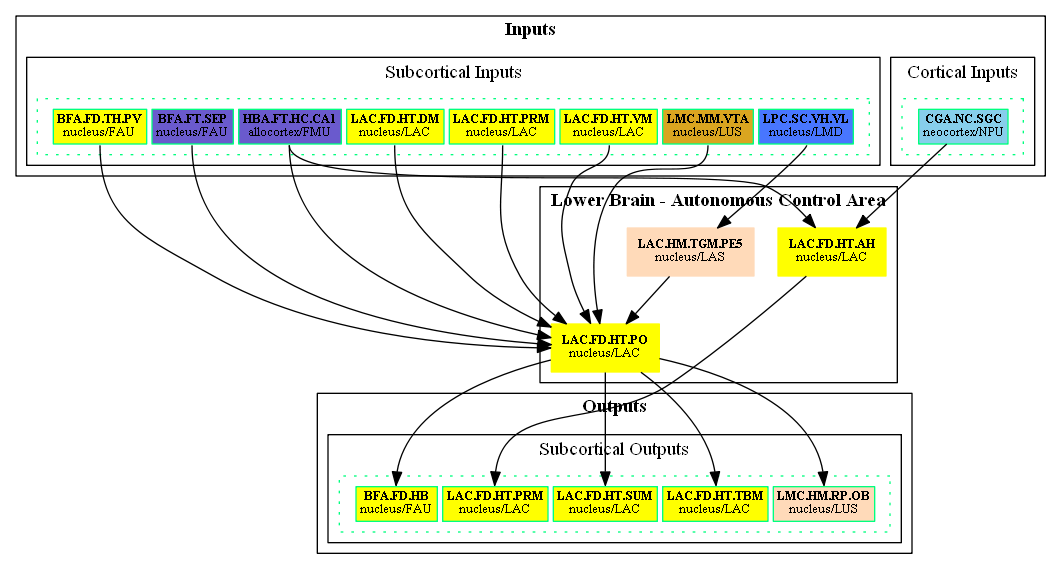 Inputs
Subcortical Inputs
Cortical Inputs
BFA.FD.TH.PV
nucleus/FAU
BFA.FT.SEP
nucleus/FAU
HBA.FT.HC.CA1
allocortex/FMU
LAC.FD.HT.DM
nucleus/LAC
LAC.FD.HT.PRM
nucleus/LAC
LAC.FD.HT.VM
nucleus/LAC
LMC.MM.VTA
nucleus/LUS
LPC.SC.VH.VL
nucleus/LMD
CGA.NC.SGC
neocortex/NPU
Lower Brain - Autonomous Control Area
LAC.HM.TGM.PE5
nucleus/LAS
LAC.FD.HT.AH
nucleus/LAC
LAC.FD.HT.PO
nucleus/LAC
Outputs
Subcortical Outputs
BFA.FD.HB
nucleus/FAU
LAC.FD.HT.PRM
nucleus/LAC
LAC.FD.HT.SUM
nucleus/LAC
LAC.FD.HT.TBM
nucleus/LAC
LMC.HM.RP.OB
nucleus/LUS